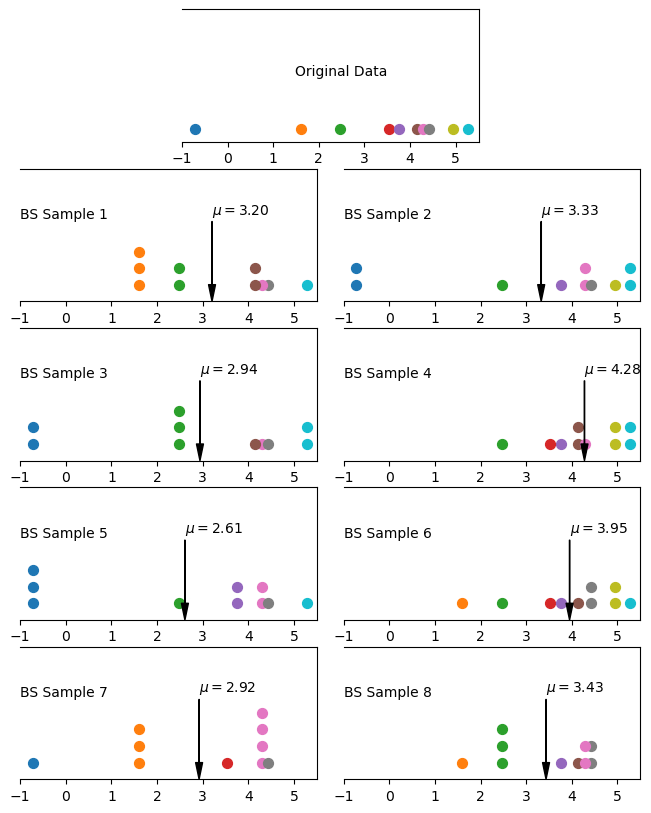 Original Data
−1 0 1 2 3 4 5
BS Sample 1
μ = 3.20
−1 0 1 2 3 4 5
BS Sample 2
μ = 3.33
−1 0 1 2 3 4 5
BS Sample 3
μ = 2.94
−1 0 1 2 3 4 5
BS Sample 4
μ = 4.28
−1 0 1 2 3 4 5
BS Sample 5
μ = 2.61
−1 0 1 2 3 4 5
BS Sample 6
μ = 3.95
−1 0 1 2 3 4 5
BS Sample 7
μ = 2.92
−1 0 1 2 3 4 5
BS Sample 8
μ = 3.43
−1 0 1 2 3 4 5